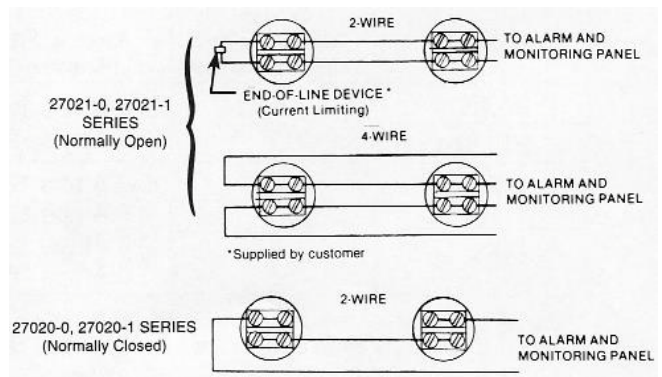 2-WIRE
TO ALARM AND
MONITORING PANEL
END-OF-LINE DEVICE*
(Current Limiting)
27021-0, 27021-1
SERIES
(Normally Open)
4-WIRE
TO ALARM AND
MONITORING PANEL
*Supplied by customer
2-WIRE
27020-0, 27020-1 SERIES
(Normally Closed)
TO ALARM AND
MONITORING PANEL